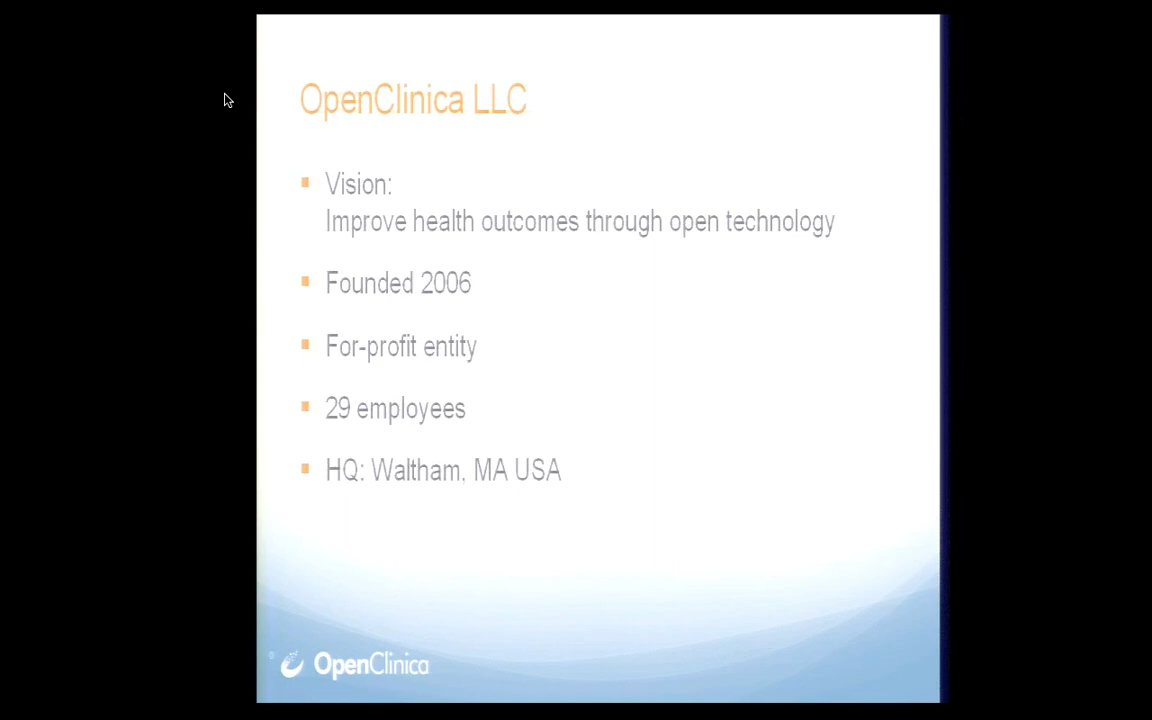 OpenClinica LLC
Vision:
Improve health outcomes through open technology
Founded 2006
For-profit entity
29 employees
HQ: Waltham, MA USA
OpenClinica